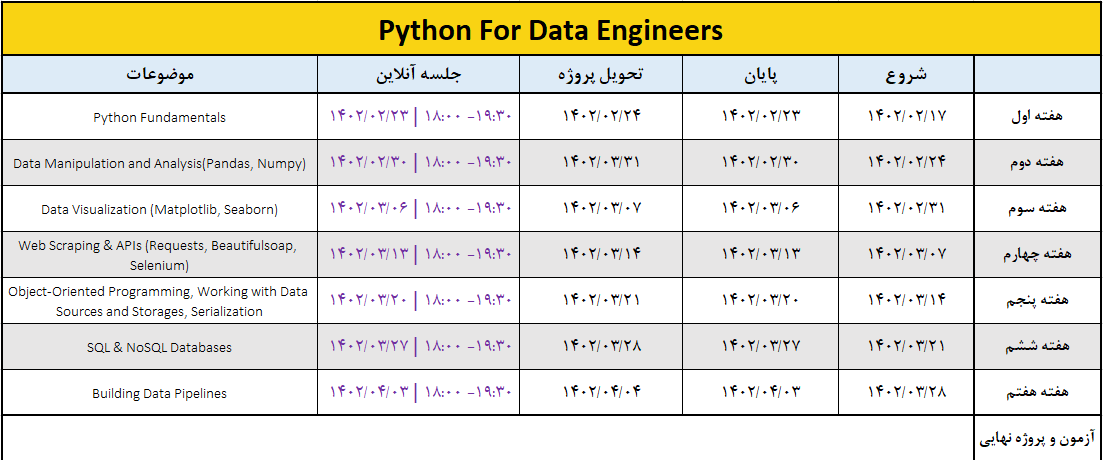 Python For Data Engineers
شروع	پایان	تحویل پروژه	جلسه آنلاین	موضوعات
هفته اول	۱۴۰۲/۰۲/۱۷	۱۴۰۲/۰۲/۲۳	۱۴۰۲/۰۲/۲۴	۱۴۰۲/۰۲/۲۳ | ۱۸:۰۰ -۱۹:۳۰	Python Fundamentals
هفته دوم	۱۴۰۲/۰۲/۲۴	۱۴۰۲/۰۲/۳۰	۱۴۰۲/۰۳/۳۱	۱۴۰۲/۰۲/۳۰ | ۱۸:۰۰ -۱۹:۳۰	Data Manipulation and Analysis(Pandas, Numpy)
هفته سوم	۱۴۰۲/۰۲/۳۱	۱۴۰۲/۰۳/۰۶	۱۴۰۲/۰۳/۰۷	۱۴۰۲/۰۳/۰۶ | ۱۸:۰۰ -۱۹:۳۰	Data Visualization (Matplotlib, Seaborn)
هفته چهارم	۱۴۰۲/۰۳/۰۷	۱۴۰۲/۰۳/۱۳	۱۴۰۲/۰۳/۱۴	۱۴۰۲/۰۳/۱۳ | ۱۸:۰۰ -۱۹:۳۰	Web Scraping & APIs (Requests, Beautifulsoap,
Selenium)
هفته پنجم	۱۴۰۲/۰۳/۱۴	۱۴۰۲/۰۳/۲۰	۱۴۰۲/۰۳/۲۱	۱۴۰۲/۰۳/۲۰ | ۱۸:۰۰ -۱۹:۳۰	Object-Oriented Programming, Working with Data
Sources and Storages, Serialization
هفته ششم	۱۴۰۲/۰۳/۲۱	۱۴۰۲/۰۳/۲۷	۱۴۰۲/۰۳/۲۸	۱۴۰۲/۰۳/۲۷ | ۱۸:۰۰ -۱۹:۳۰	SQL & NoSQL Databases
هفته هفتم	۱۴۰۲/۰۳/۲۸	۱۴۰۲/۰۴/۰۳	۱۴۰۲/۰۴/۰۴	۱۴۰۲/۰۴/۰۳ | ۱۸:۰۰ -۱۹:۳۰	Building Data Pipelines
آزمون و پروژه نهایی